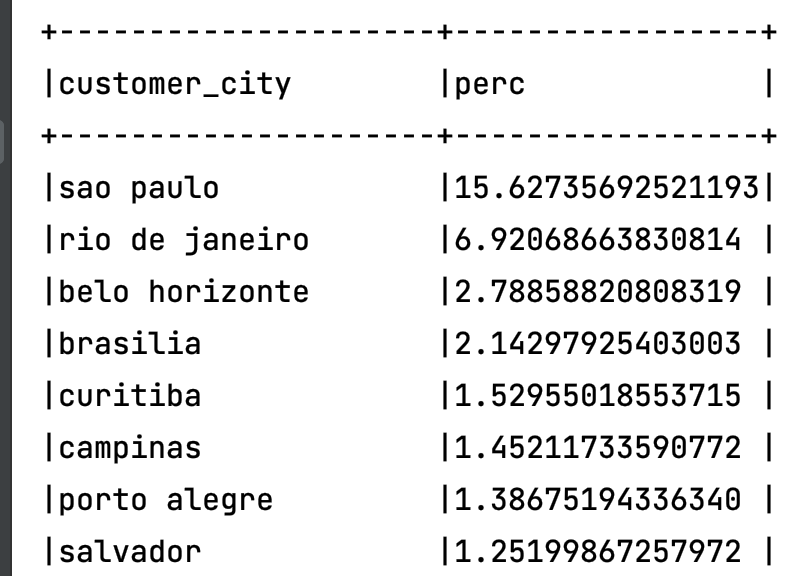 +---------------------+-----------------+
|customer_city        |perc             |
+---------------------+-----------------+
|sao paulo            |15.62735692521193|
|rio de janeiro       |6.92068663830814 |
|belo horizonte       |2.78858820808319 |
|brasilia             |2.14297925403003 |
|curitiba             |1.52955018553715 |
|campinas             |1.45211733590772 |
|porto alegre         |1.38675194336340 |
|salvador             |1.25199867257972 |